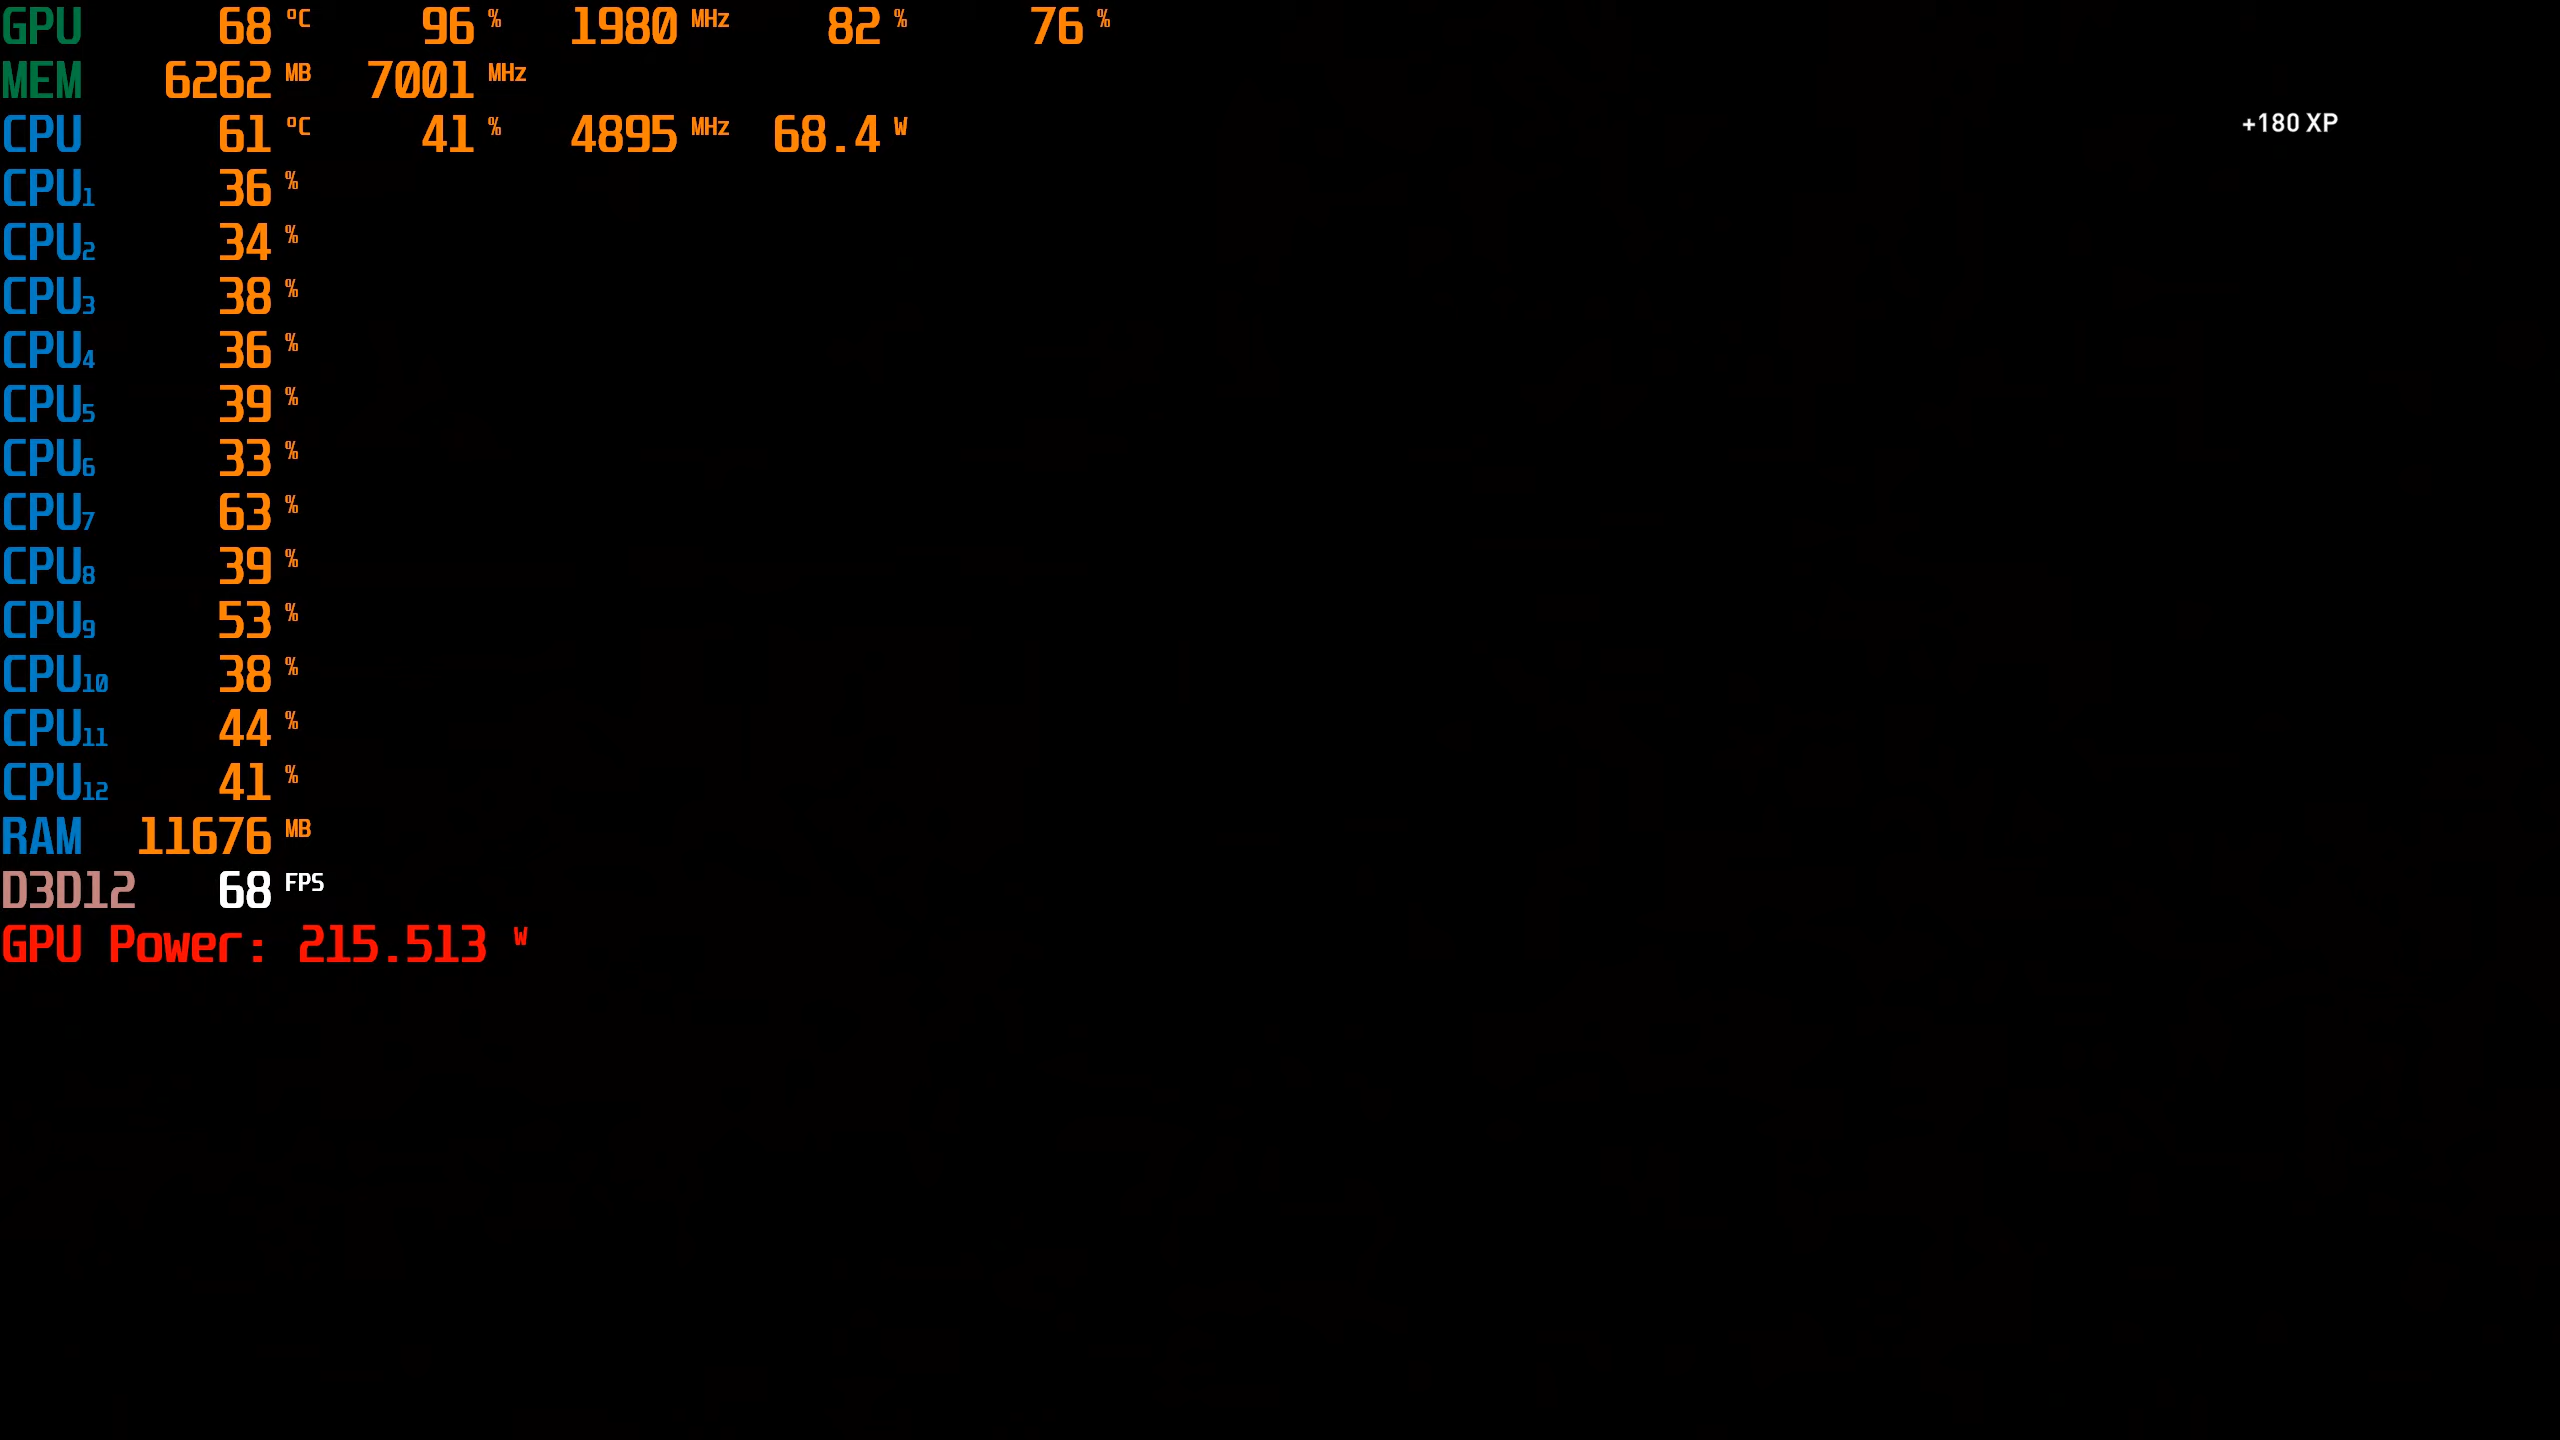 GPU 68 °C 96 % 1980 MHz 82 % 76 %
MEM 6262 MB 7001 MHz
CPU 61 °C 41 % 4895 MHz 68.4 W
+180 XP
CPU1 36 %
CPU2 34 %
CPU3 38 %
CPU4 36 %
CPU5 39 %
CPU6 33 %
CPU7 63 %
CPU8 39 %
CPU9 53 %
CPU10 38 %
CPU11 44 %
CPU12 41 %
RAM 11676 MB
D3D12 68 FPS
GPU Power: 215.513 W